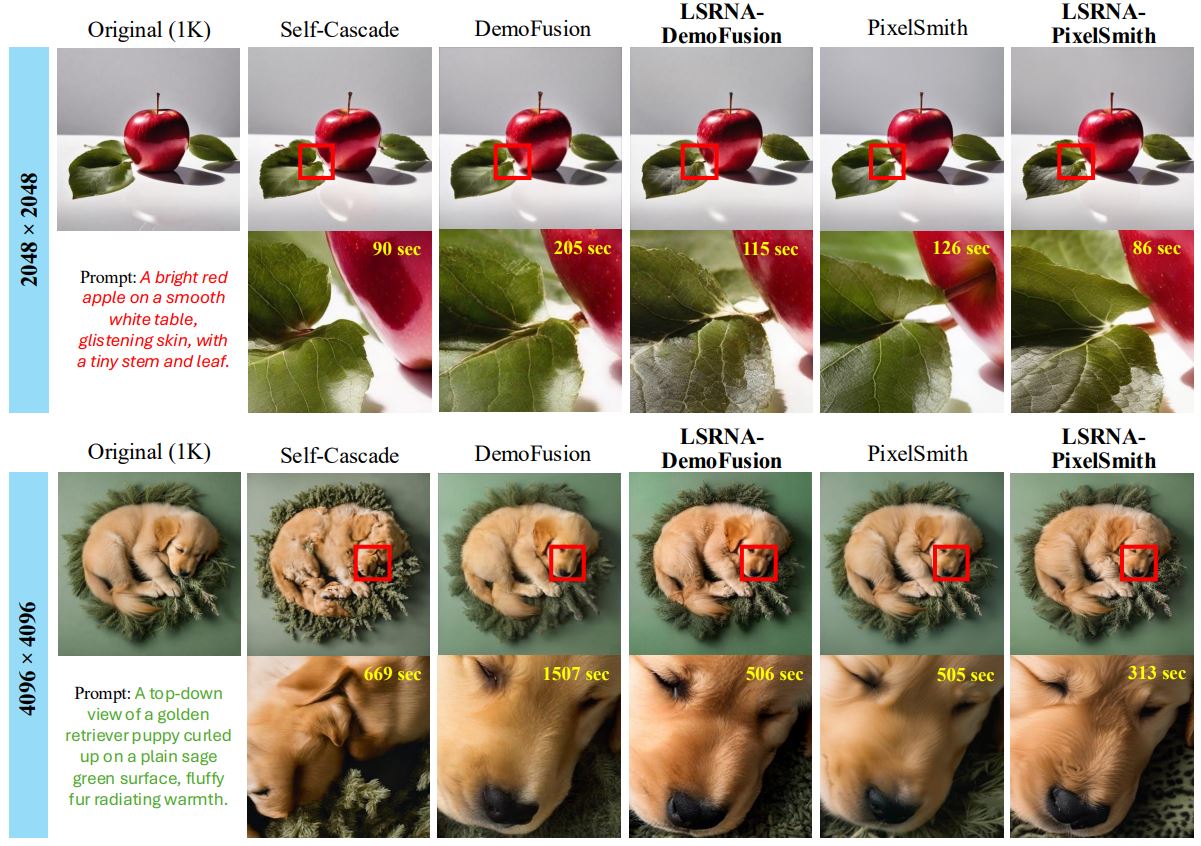 Original (1K)
Self-Cascade
DemoFusion
LSRNA-
DemoFusion
PixelSmith
LSRNA-
PixelSmith
2048 × 2048
Prompt: A bright red
apple on a smooth
white table,
glistening skin, with
a tiny stem and leaf.
90 sec
205 sec
115 sec
126 sec
86 sec
Original (1K)
Self-Cascade
DemoFusion
LSRNA-
DemoFusion
PixelSmith
LSRNA-
PixelSmith
4096 × 4096
Prompt: A top-down
view of a golden
retriever puppy curled
up on a plain sage
green surface, fluffy
fur radiating warmth.
669 sec
1507 sec
506 sec
505 sec
313 sec